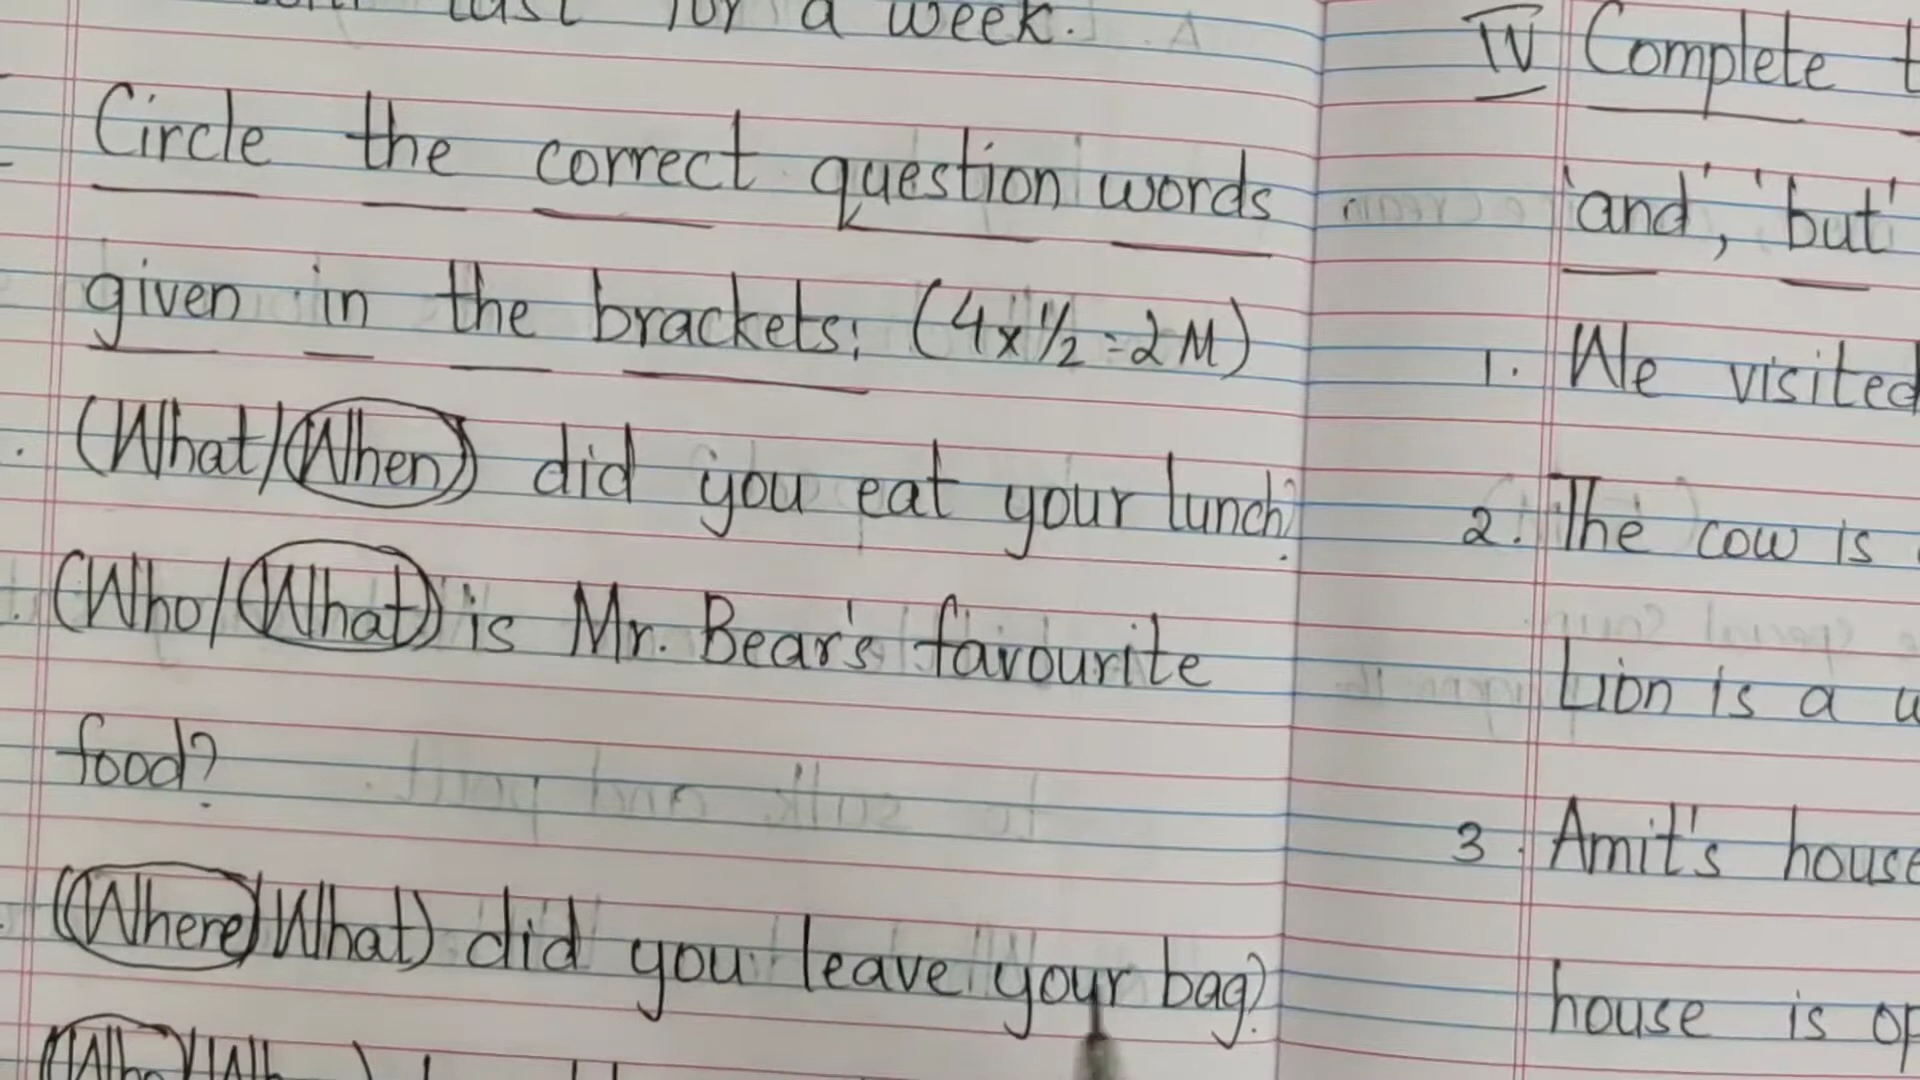 last for a week.
Circle the correct question words
given in the brackets: (4x1/2=2M)
(What/When) did you eat your lunch?
(Who/What) is Mr. Bear's favourite
food?
(Where/What) did you leave your bag?
IV Complete
'and', 'but'
1. We visited
2. The cow is
Lion is a
3. Amit's house
house is